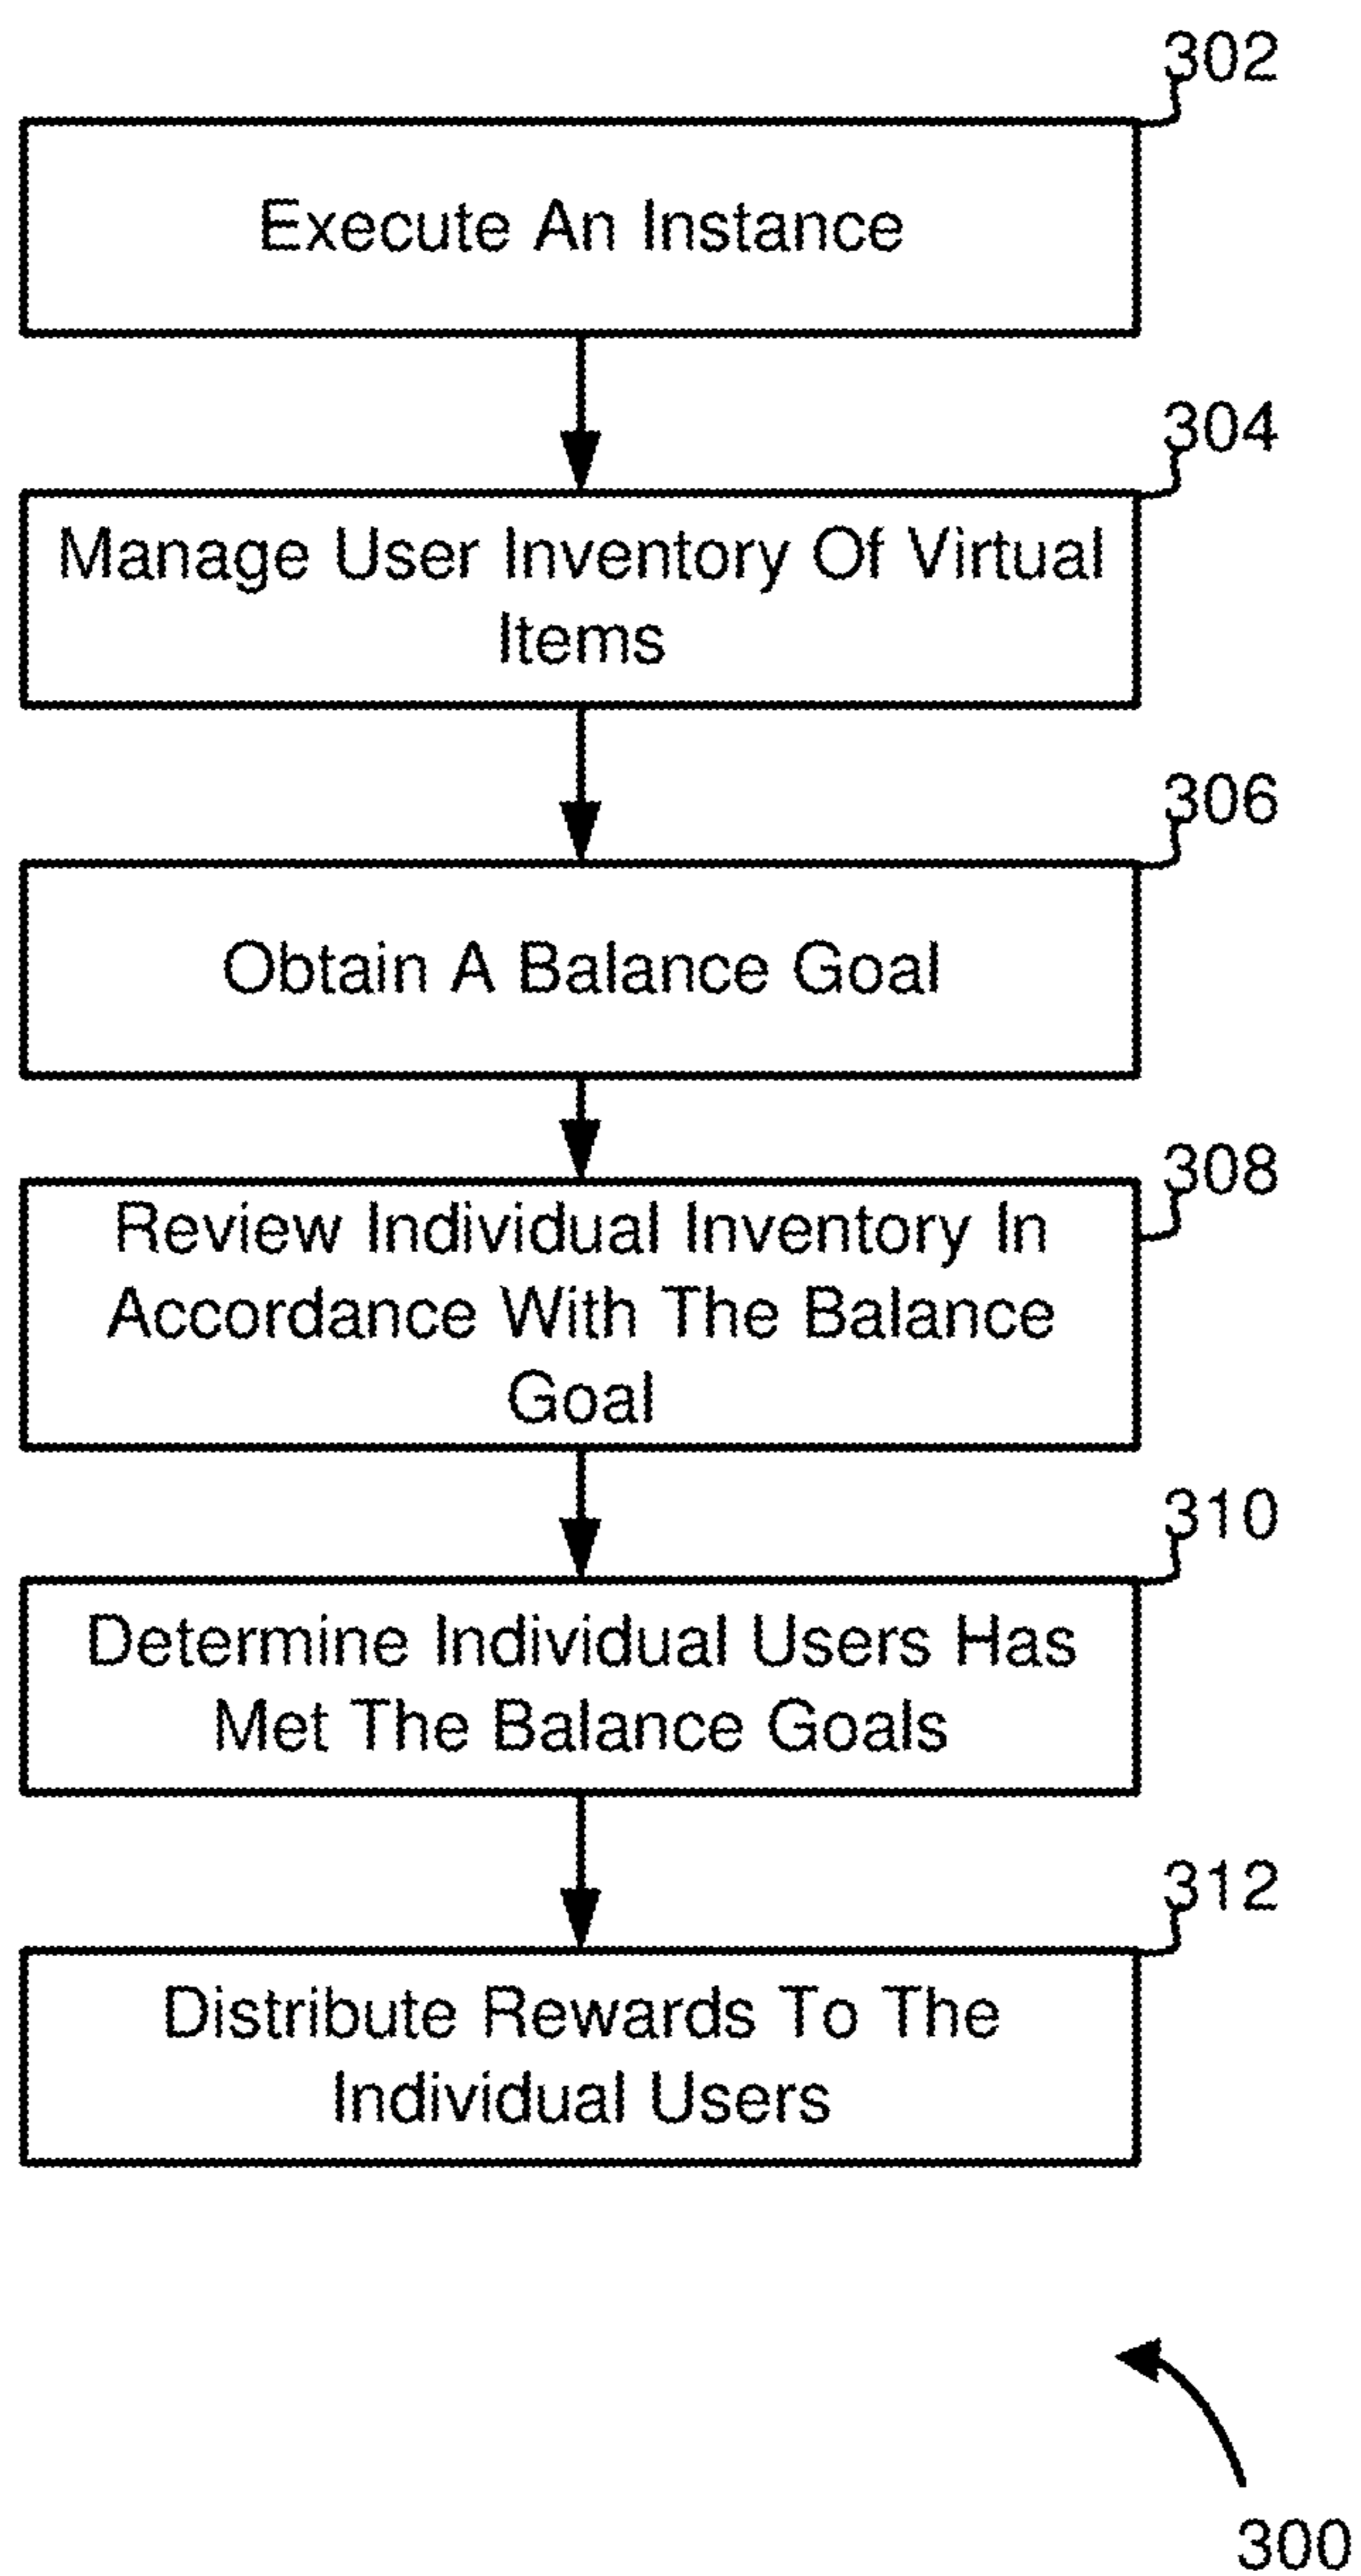 302
Execute An Instance
304
Manage User Inventory Of Virtual
Items
306
Obtain A Balance Goal
308
Review Individual Inventory In
Accordance With The Balance
Goal
310
Determine Individual Users Has
Met The Balance Goals
312
Distribute Rewards To The
Individual Users
300